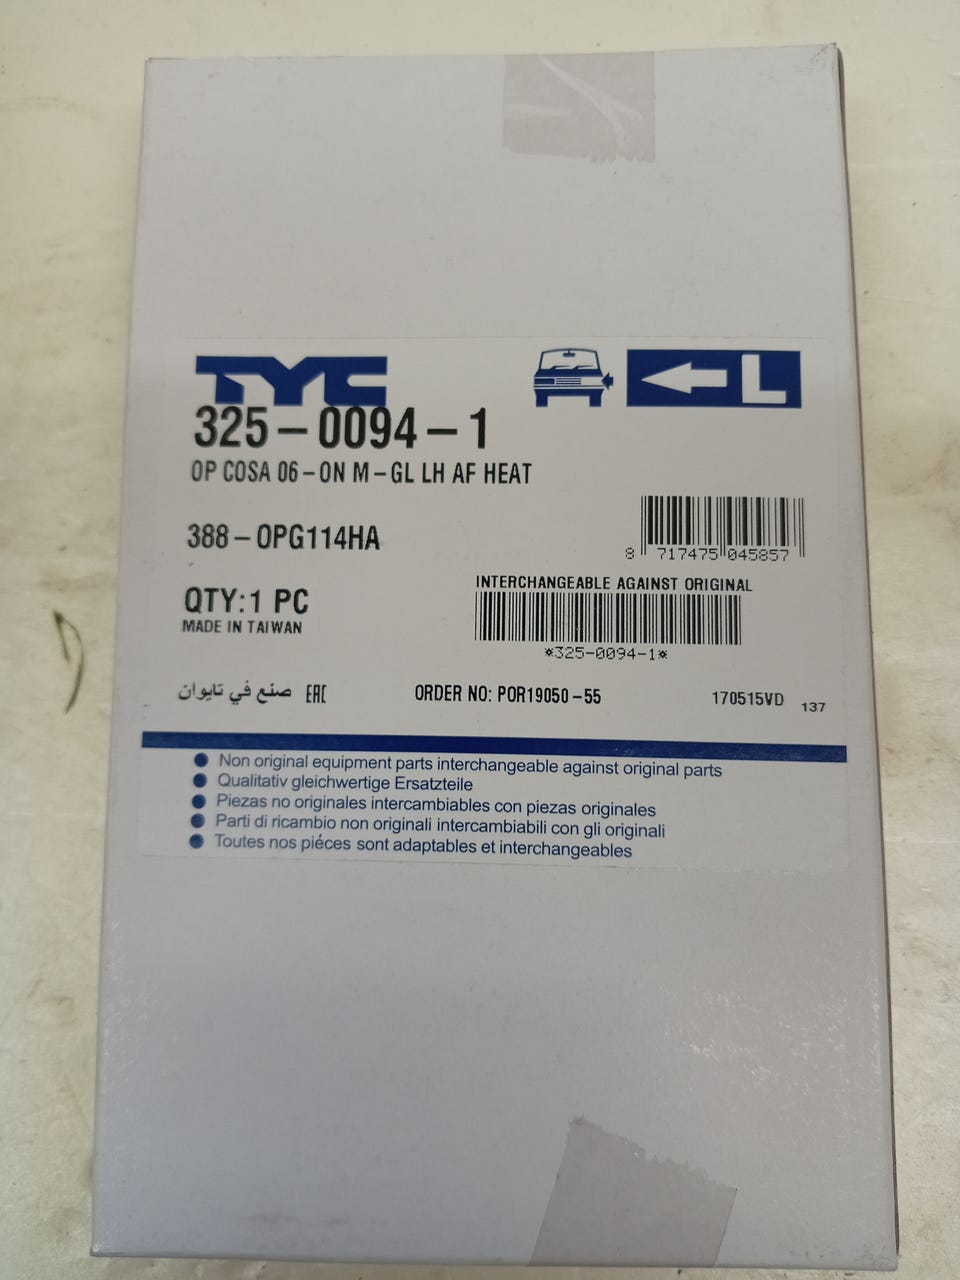 TYC
L
325-0094-1
OP COSA 06-ON M-GL LH AF HEAT
388-OPG114HA
8 717475 045857
QTY:1 PC
INTERCHANGEABLE AGAINST ORIGINAL
MADE IN TAIWAN
*325-0094-1*
صنع في تايوان EAC
ORDER NO: POR19050-55
170515VD 137
Non original equipment parts interchangeable against original parts
Qualitativ gleichwertige Ersatzteile
Piezas no originales intercambiables con piezas originales
Parti di ricambio non originali intercambiabili con gli originali
Toutes nos piéces sont adaptables et interchangeables